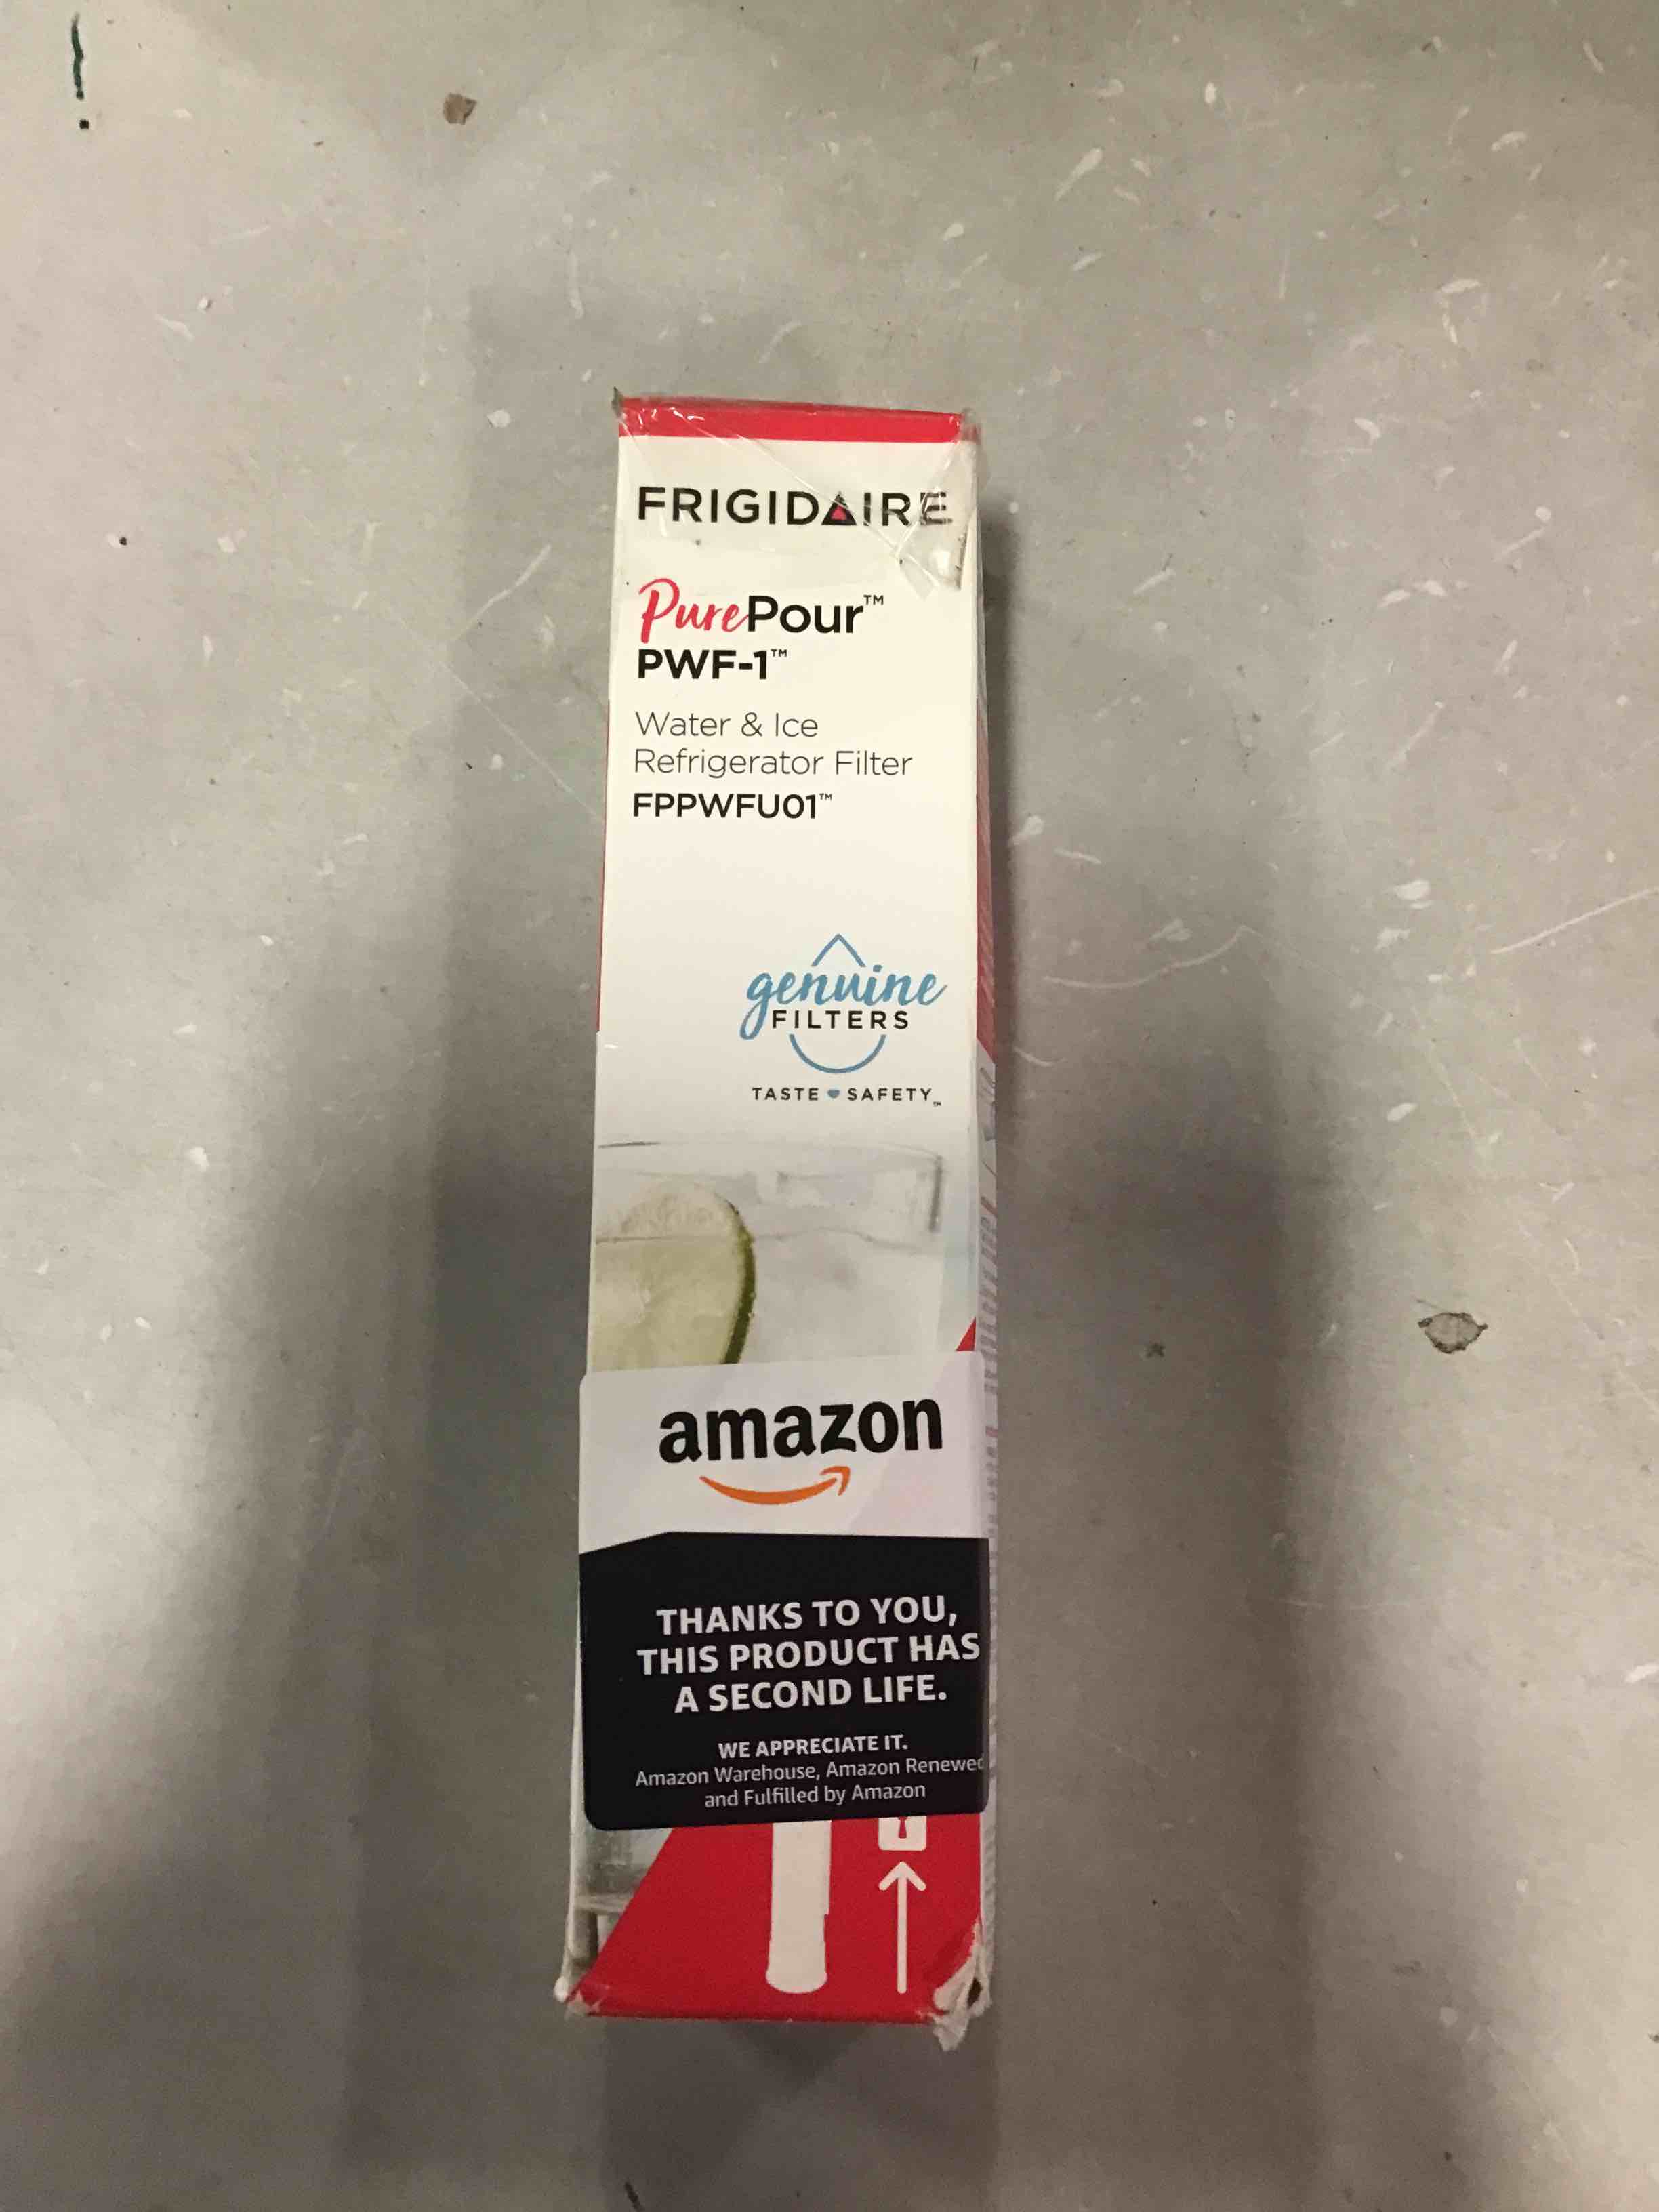 FRIGIDAIRE
PurePour™
PWF-1™
Water & Ice
Refrigerator Filter
FPPWFU01™
genuine
FILTERS
TASTE SAFETY™
amazon
THANKS TO YOU,
THIS PRODUCT HAS
A SECOND LIFE.
WE APPRECIATE IT.
Amazon Warehouse, Amazon Renewed
and Fulfilled by Amazon